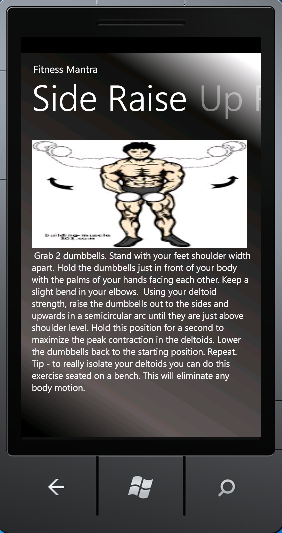 Fitness Mantra
Side Raise Up
building-muscle
101.com
Grab 2 dumbbells. Stand with your feet shoulder width
apart. Hold the dumbbells just in front of your body
with the palms of your hands facing each other. Keep a
slight bend in your elbows.  Using your deltoid
strength, raise the dumbbells out to the sides and
upwards in a semicircular arc until they are just above
shoulder level. Hold this position for a second to
maximize the peak contraction in the deltoids. Lower
the dumbbells back to the starting position. Repeat.
Tip - to really isolate your deltoids you can do this
exercise seated on a bench. This will eliminate any
body motion.